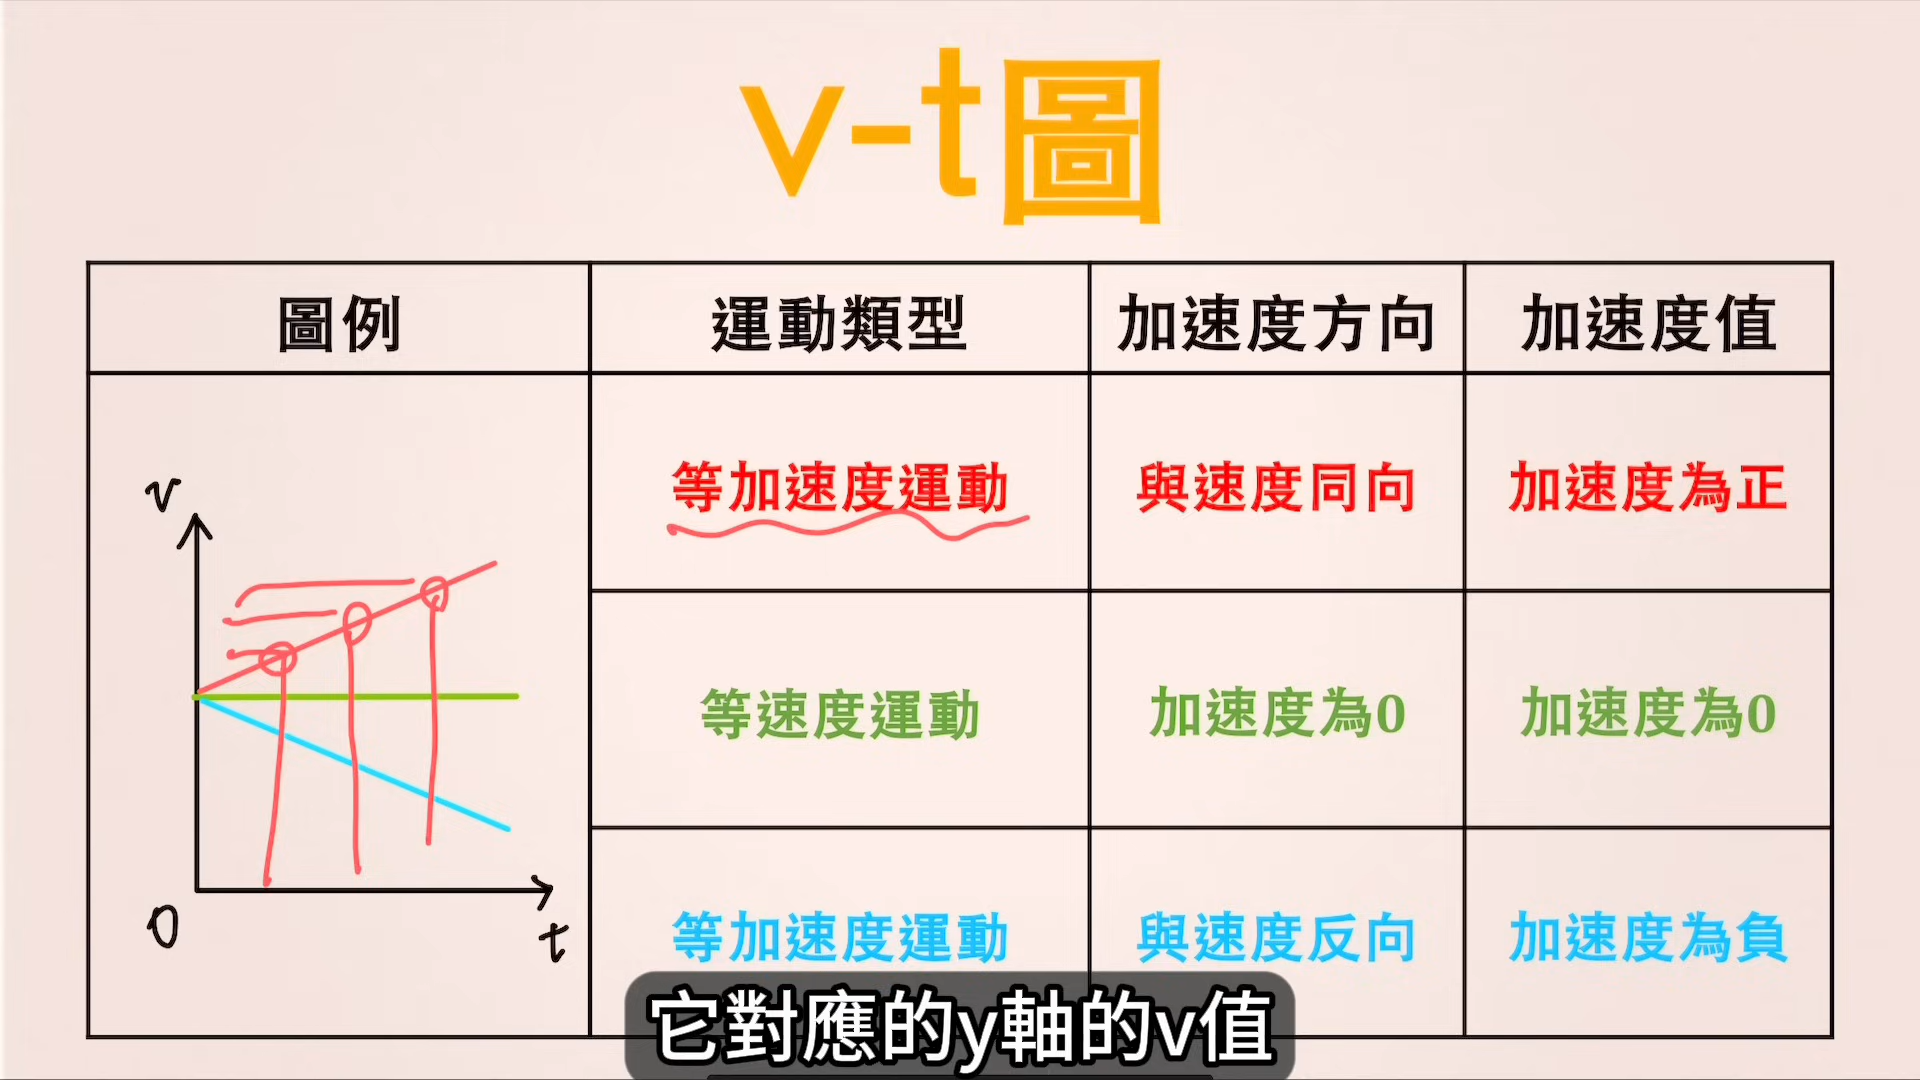 v-t圖
圖例 運動類型 加速度方向 加速度值
v
等加速度運動 與速度同向 加速度為正
等速度運動 加速度為0 加速度為0
0
t
等加速度運動 與速度反向 加速度為負
它對應的y軸的v值